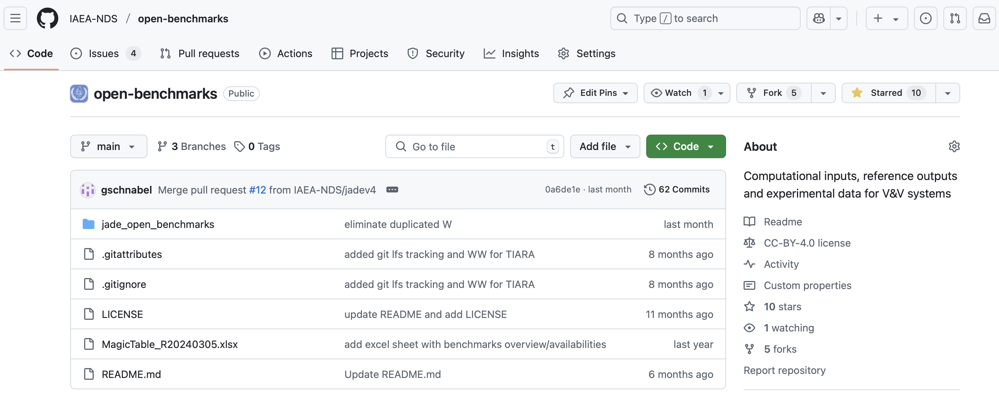 IAEA-NDS / open-benchmarks
Type / to search
Code
Issues 4
Pull requests
Actions
Projects
Security
Insights
Settings
open-benchmarks Public
Edit Pins
Watch 1
Fork 5
Starred 10
main
3 Branches
0 Tags
Go to file t
Add file
Code
gschnabel Merge pull request #12 from IAEA-NDS/jadev4
0a6de1e · last month
62 Commits
jade_open_benchmarks eliminate duplicated W last month
.gitattributes added git lfs tracking and WW for TIARA 8 months ago
.gitignore added git lfs tracking and WW for TIARA 8 months ago
LICENSE update README and add LICENSE 11 months ago
MagicTable_R20240305.xlsx add excel sheet with benchmarks overview/availabilities last year
README.md Update README.md 6 months ago
About
Computational inputs, reference outputs
and experimental data for V&V systems
Readme
CC-BY-4.0 license
Activity
Custom properties
10 stars
1 watching
5 forks
Report repository